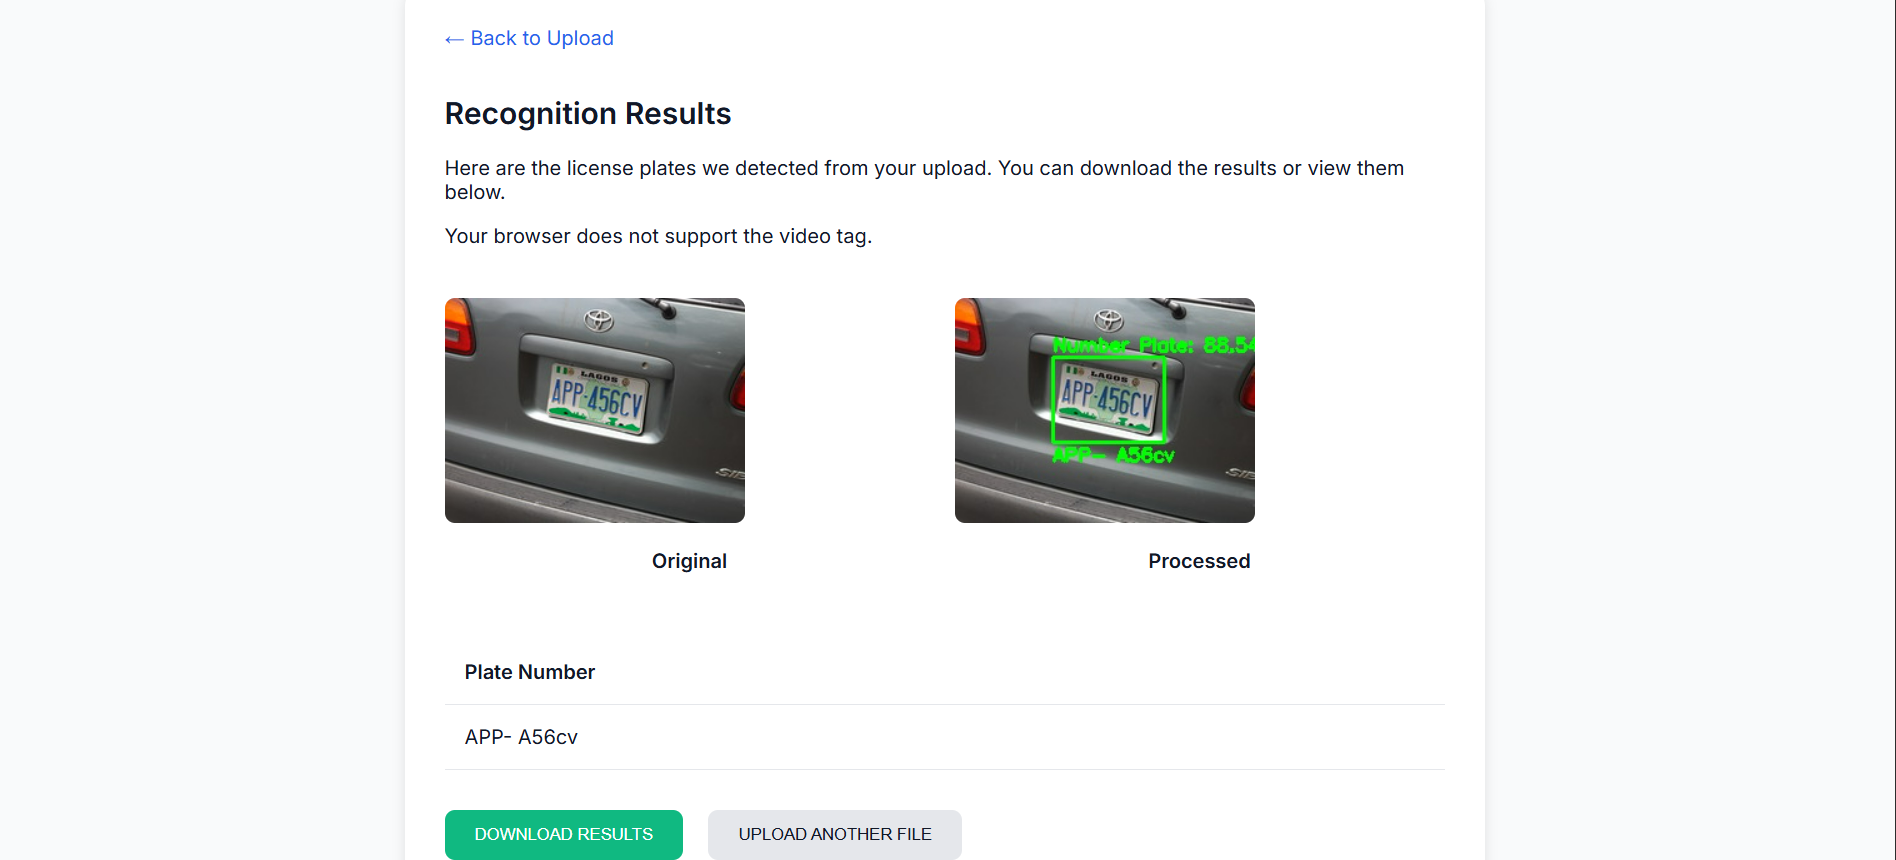 ← Back to Upload
Recognition Results
Here are the license plates we detected from your upload. You can download the results or view them
below.
Your browser does not support the video tag.
LAGOS
APP-456CV
Number Plate: 88.54
LAGOS
APP-456CV
APP- A56cv
Original
Processed
Plate Number
APP- A56cv
DOWNLOAD RESULTS
UPLOAD ANOTHER FILE